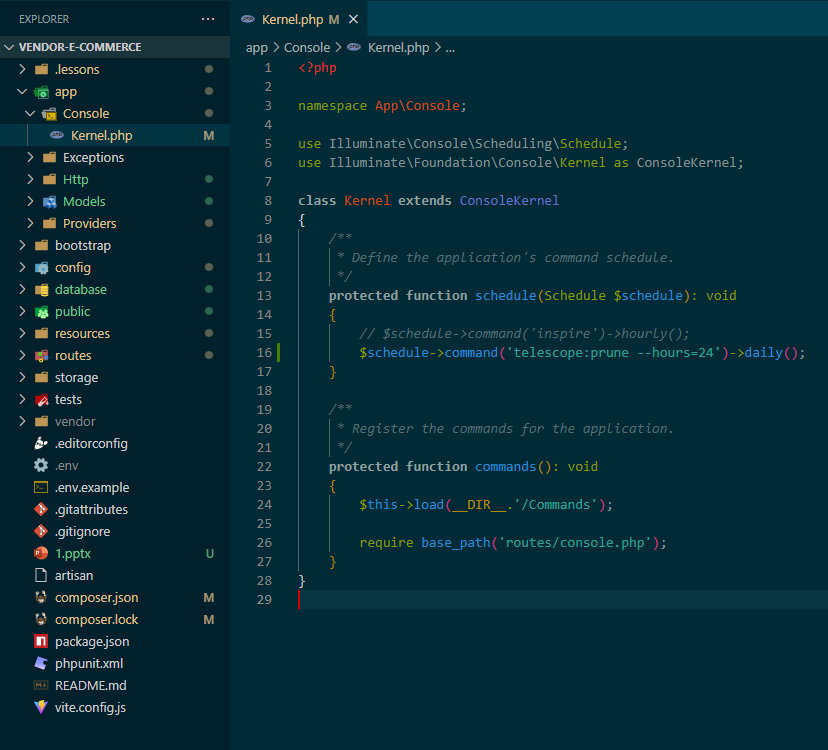 EXPLORER
VENDOR-E-COMMERCE
.lessons
app
Console
Kernel.php M
Exceptions
Http
Models
Providers
bootstrap
config
database
public
resources
routes
storage
tests
vendor
.editorconfig
.env
.env.example
.gitattributes
.gitignore
1.pptx U
artisan
composer.json M
composer.lock M
package.json
phpunit.xml
README.md
vite.config.js
Kernel.php M
app > Console > Kernel.php > ...
1 <?php
2
3 namespace App\Console;
4
5 use Illuminate\Console\Scheduling\Schedule;
6 use Illuminate\Foundation\Console\Kernel as ConsoleKernel;
7
8 class Kernel extends ConsoleKernel
9 {
10 /**
11 * Define the application's command schedule.
12 */
13 protected function schedule(Schedule $schedule): void
14 {
15 // $schedule->command('inspire')->hourly();
16 $schedule->command('telescope:prune --hours=24')->daily();
17 }
18
19 /**
20 * Register the commands for the application.
21 */
22 protected function commands(): void
23 {
24 $this->load(__DIR__.'/Commands');
25
26 require base_path('routes/console.php');
27 }
28 }
29